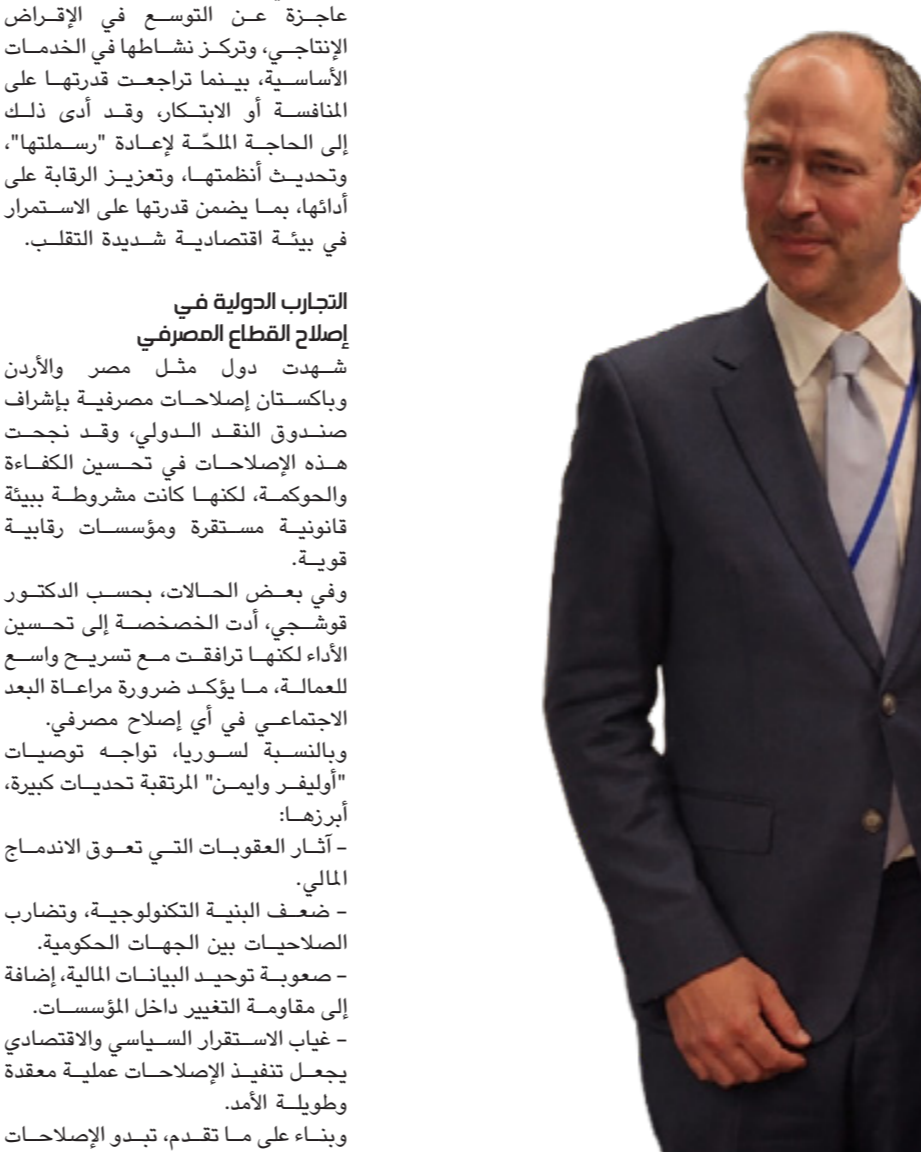 عاجزة عن التوسع في الإقراض
الإنتاجي، وتركز نشاطها في الخدمات
الأساسية، بينما تراجعت قدرتها على
المنافسة أو الابتكار، وقد أدى ذلك
إلى الحاجة الملحّة لإعادة "رسملتها"،
وتحديث أنظمتها، وتعزيز الرقابة على
أدائها، بما يضمن قدرتها على الاستمرار
في بيئة اقتصادية شديدة التقلب.
التجارب الدولية في
إصلاح القطاع المصرفي
شهدت دول مثل مصر والأردن
وباكستان إصلاحات مصرفية بإشراف
صندوق النقد الدولي، وقد نجحت
هذه الإصلاحات في تحسين الكفاءة
والحوكمة، لكنها كانت مشروطة ببيئة
قانونية مستقرة ومؤسسات رقابية
قوية.
وفي بعض الحالات، بحسب الدكتور
قوشجي، أدت الخصخصة إلى تحسين
الأداء لكنها ترافقت مع تسريح واسع
للعمالة، ما يؤكد ضرورة مراعاة البعد
الاجتماعي في أي إصلاح مصرفي.
وبالنسبة لسوريا، تواجه توصيات
"أوليفر وايمن" المرتقبة تحديات كبيرة،
أبرزها:
– آثار العقوبات التي تعوق الاندماج
المالي.
– ضعف البنية التكنولوجية، وتضارب
الصلاحيات بين الجهات الحكومية.
– صعوبة توحيد البيانات المالية، إضافة
إلى مقاومة التغيير داخل المؤسسات.
– غياب الاستقرار السياسي والاقتصادي
يجعل تنفيذ الإصلاحات عملية معقدة
وطويلة الأمد.
وبناء على ما تقدم، تبدو الإصلاحات